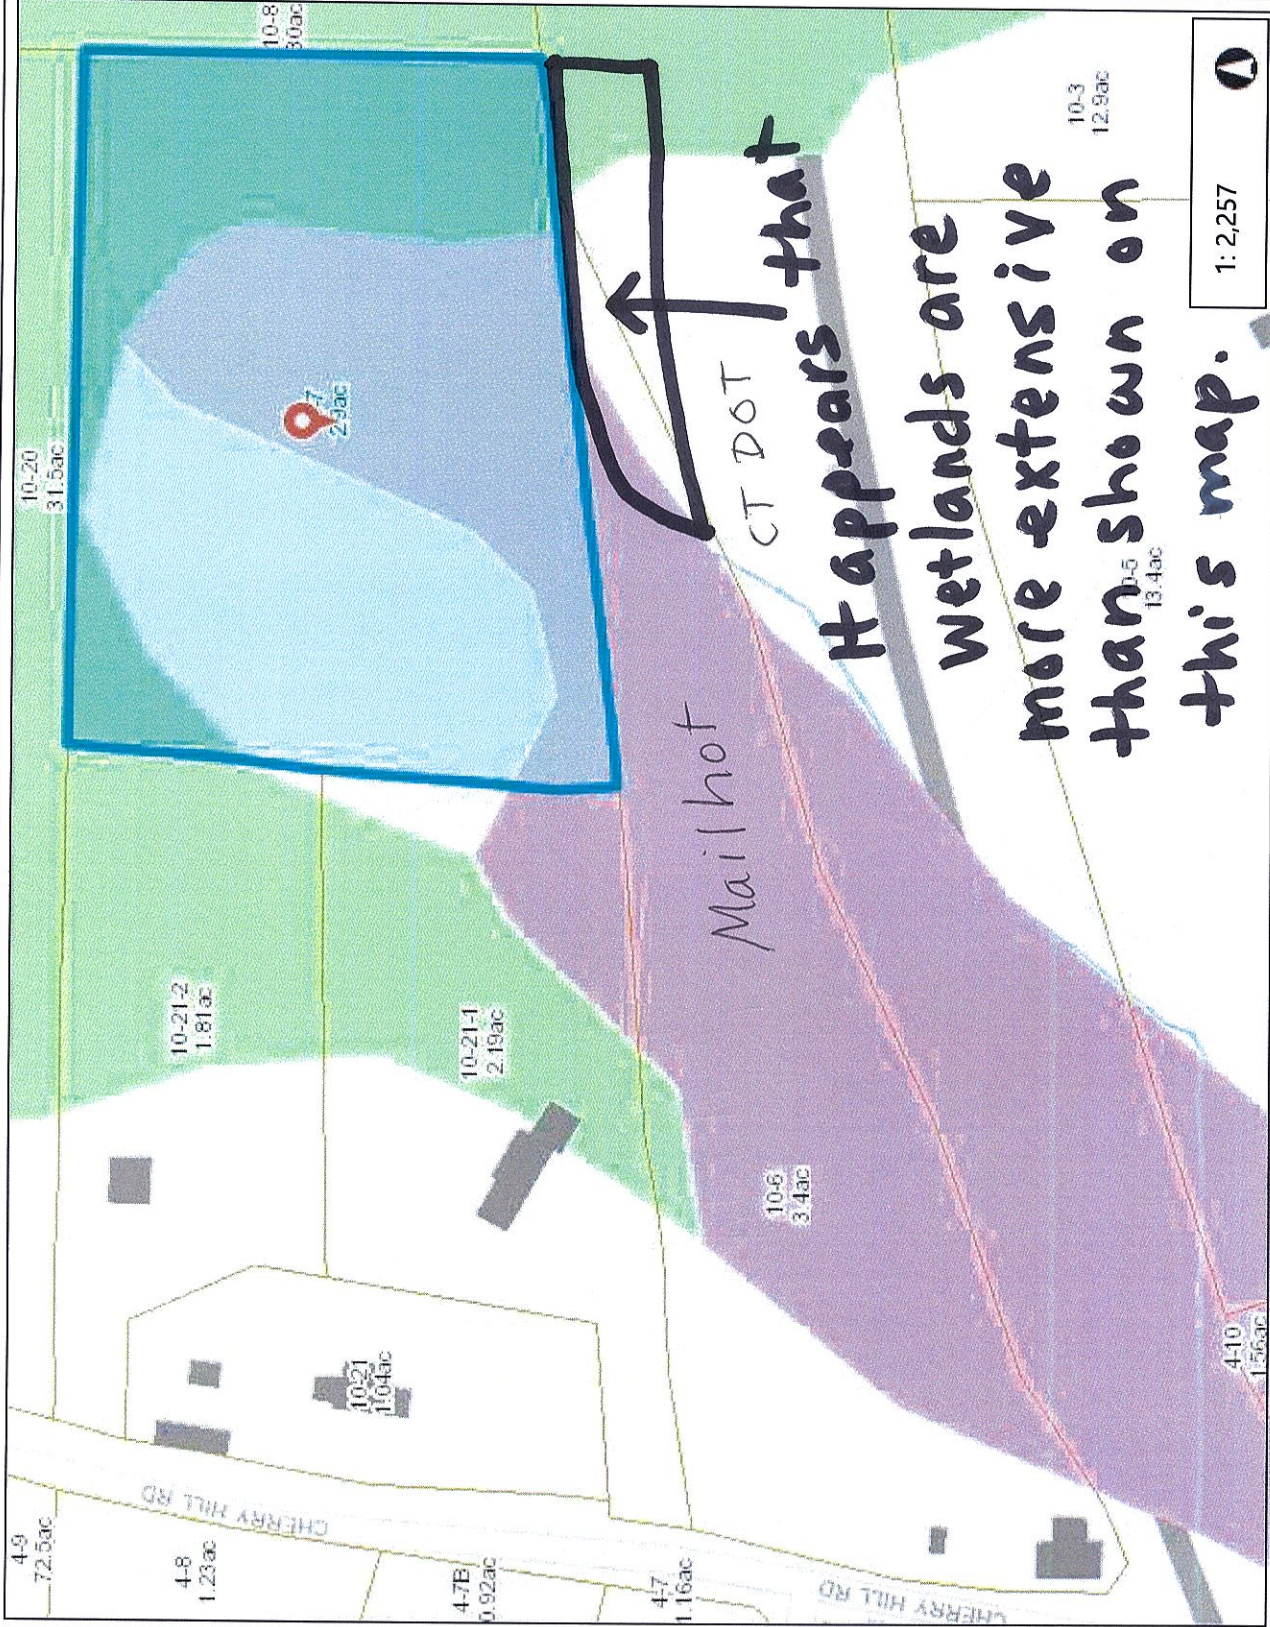 10-20
31.5ac
10-8
30ac
-7
2.9ac
10-21-2
1.81ac
10-21-1
2.19ac
10-21
1.04ac
CHERRY HILL RD
4-9
72.5ac
4-8
1.23ac
4-7B
0.92ac
4-7
1.16ac
CHERRY HILL RD
10-6
3.4ac
4-10
1.56ac
Mailhot
CT DOT
10-3
12.9ac
13.4ac
It appears that
wetlands are
more extensive
than shown on
this map.
1: 2,257